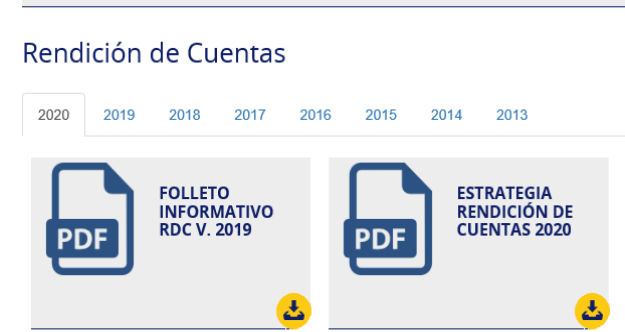 Rendición de Cuentas
2020 2019 2018 2017 2016 2015 2014 2013
PDF
FOLLETO
INFORMATIVO
RDC V. 2019
PDF
ESTRATEGIA
RENDICIÓN DE
CUENTAS 2020